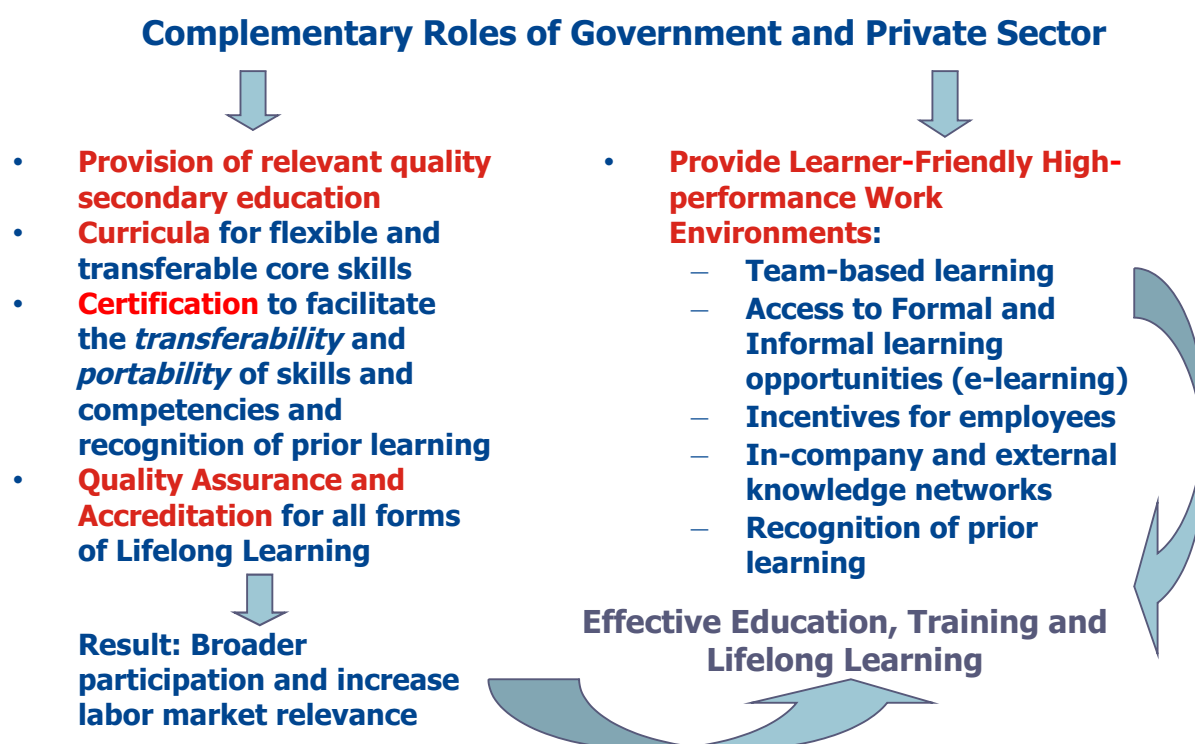 Complementary Roles of Government and Private Sector
• Provision of relevant quality
secondary education
• Curricula for flexible and
transferable core skills
• Certification to facilitate
the transferability and
portability of skills and
competencies and
recognition of prior learning
• Quality Assurance and
Accreditation for all forms
of Lifelong Learning
Result: Broader
participation and increase
labor market relevance
• Provide Learner-Friendly High-
performance Work
Environments:
– Team-based learning
– Access to Formal and
Informal learning
opportunities (e-learning)
– Incentives for employees
– In-company and external
knowledge networks
– Recognition of prior
learning
Effective Education, Training and
Lifelong Learning